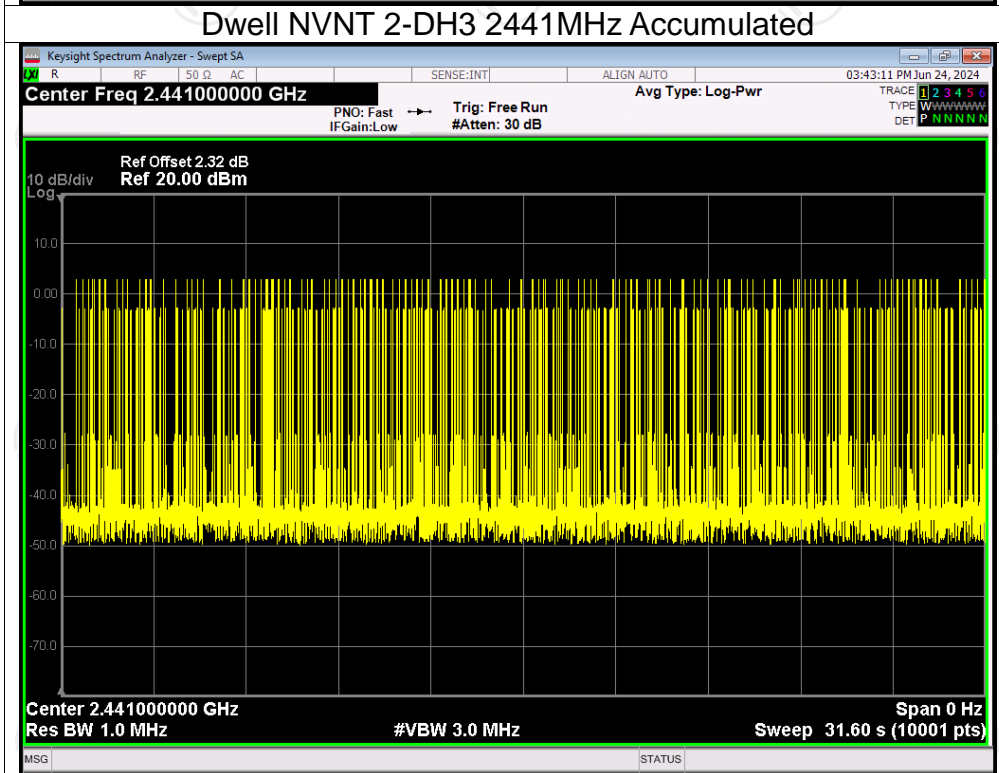 Dwell NVNT 2-DH3 2441MHz Accumulated
Keysight Spectrum Analyzer - Swept SA
LXI R RF 50 Ω AC SENSE:INT ALIGN AUTO 03:43:11 PM Jun 24, 2024
Center Freq 2.441000000 GHz Avg Type: Log-Pwr TRACE 1 2 3 4 5 6
PNO: Fast Trig: Free Run TYPE W W W W W W
IFGain:Low #Atten: 30 dB DET P N N N N N
Ref Offset 2.32 dB
10 dB/div Ref 20.00 dBm
Log
10.0
0.00
-10.0
-20.0
-30.0
-40.0
-50.0
-60.0
-70.0
Center 2.441000000 GHz Span 0 Hz
Res BW 1.0 MHz #VBW 3.0 MHz Sweep 31.60 s (10001 pts)
MSG STATUS